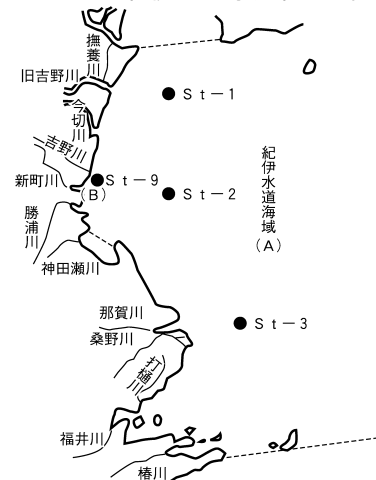 撫養川
旧吉野川
今切川
吉野川
新町川
勝浦川
神田瀬川
那賀川
桑野川
打樋川
福井川
椿川
Ｓｔ－１
Ｓｔ－９
（Ｂ）
Ｓｔ－２
紀伊水道海域
（Ａ）
Ｓｔ－３